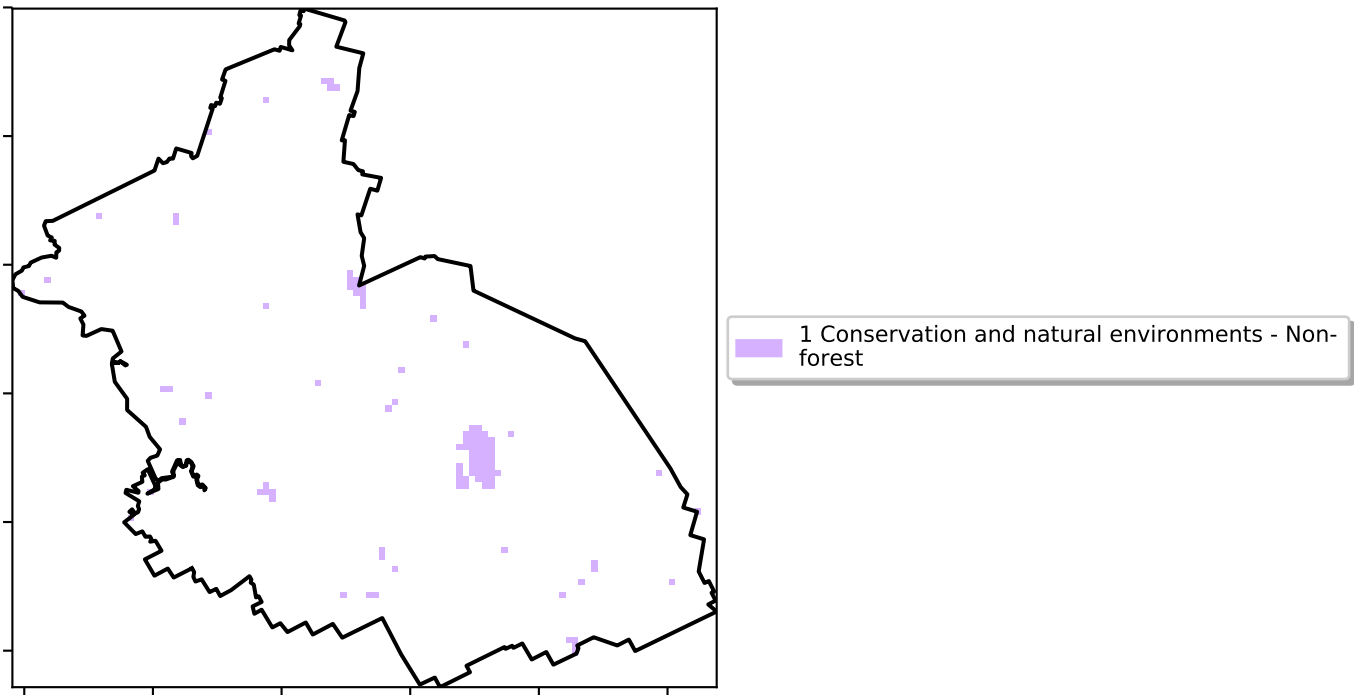 1 Conservation and natural environments - Non-
forest